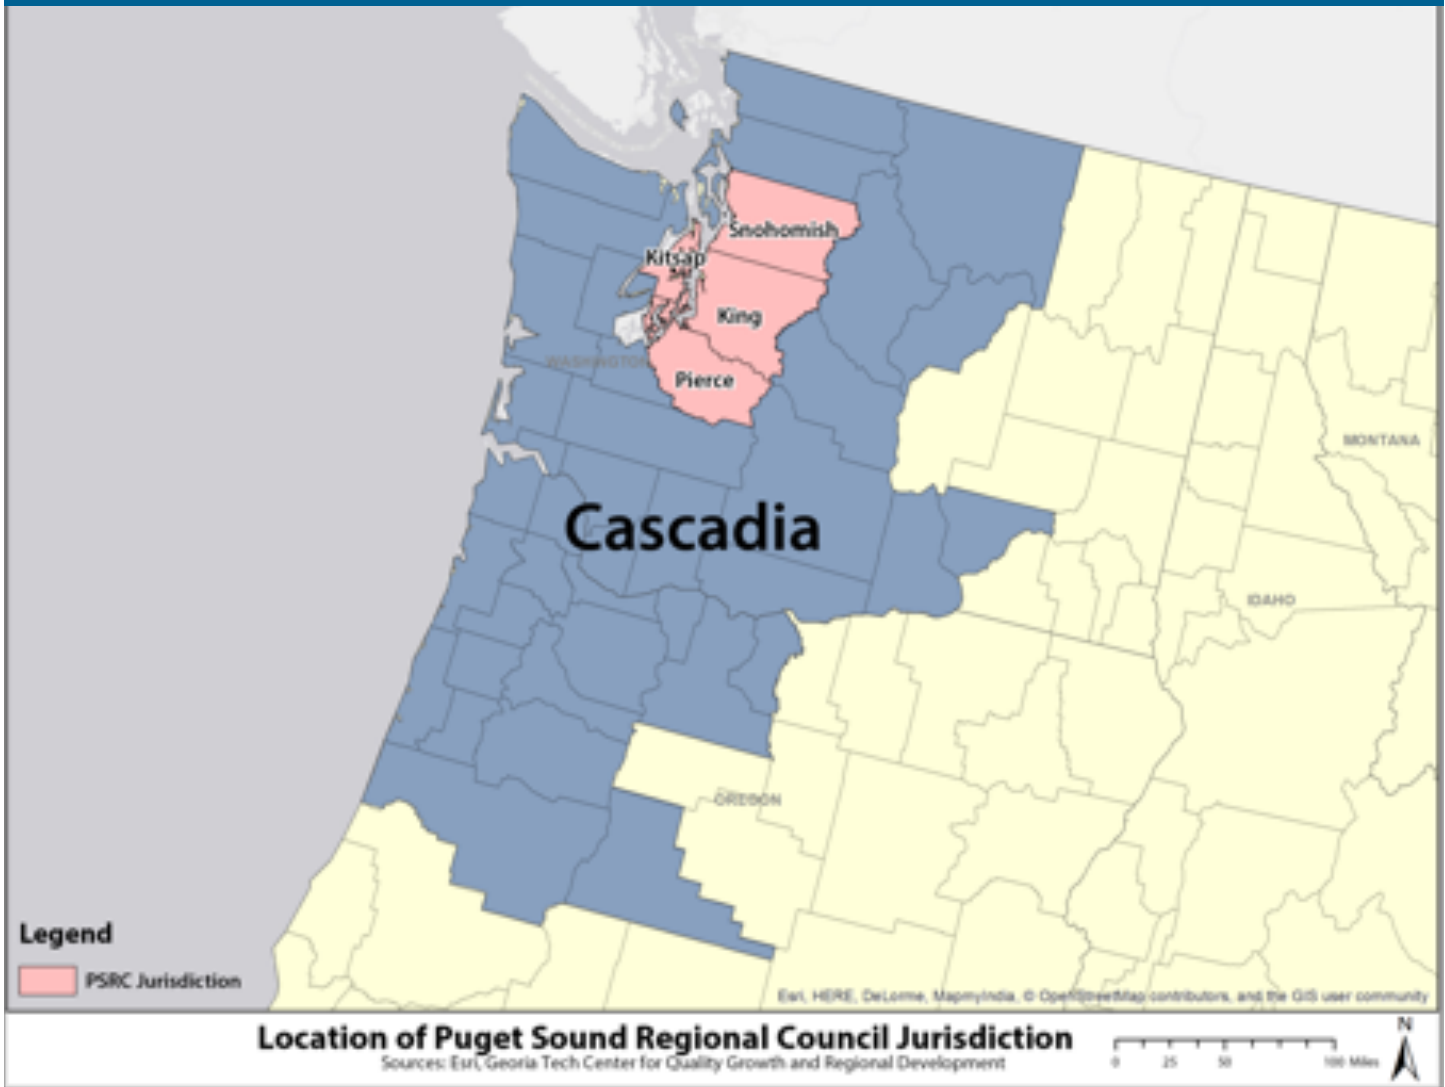 Snohomish
Kitsap
King
WASHINGTON
Pierce
MONTANA
Cascadia
IDAHO
OREGON
Legend
PSRC Jurisdiction
Esri, HERE, DeLorme, MapmyIndia, © OpenStreetMap contributors, and the GIS user community
Location of Puget Sound Regional Council Jurisdiction
Sources: Esri, Georia Tech Center for Quality Growth and Regional Development
0 25 50 100 Miles
N